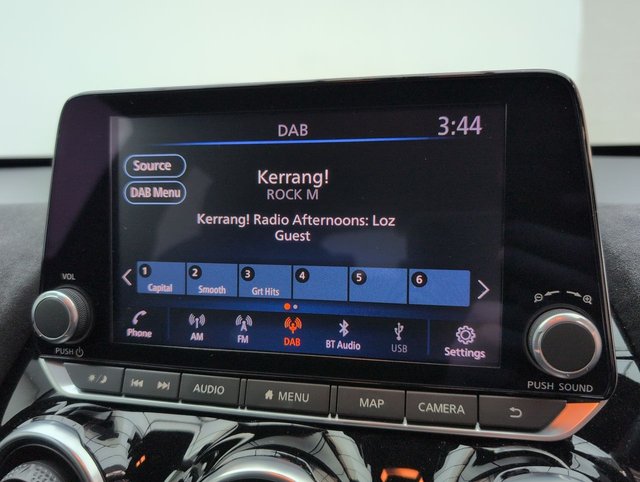 DAB
3:44
Source
DAB Menu
Kerrang!
ROCK M
Kerrang! Radio Afternoons: Loz
Guest
1 Capital
2 Smooth
3 Grt Hits
4
5
6
Phone
AM
FM
DAB
BT Audio
USB
Settings
VOL
PUSH
PUSH SOUND
AUDIO
MENU
MAP
CAMERA